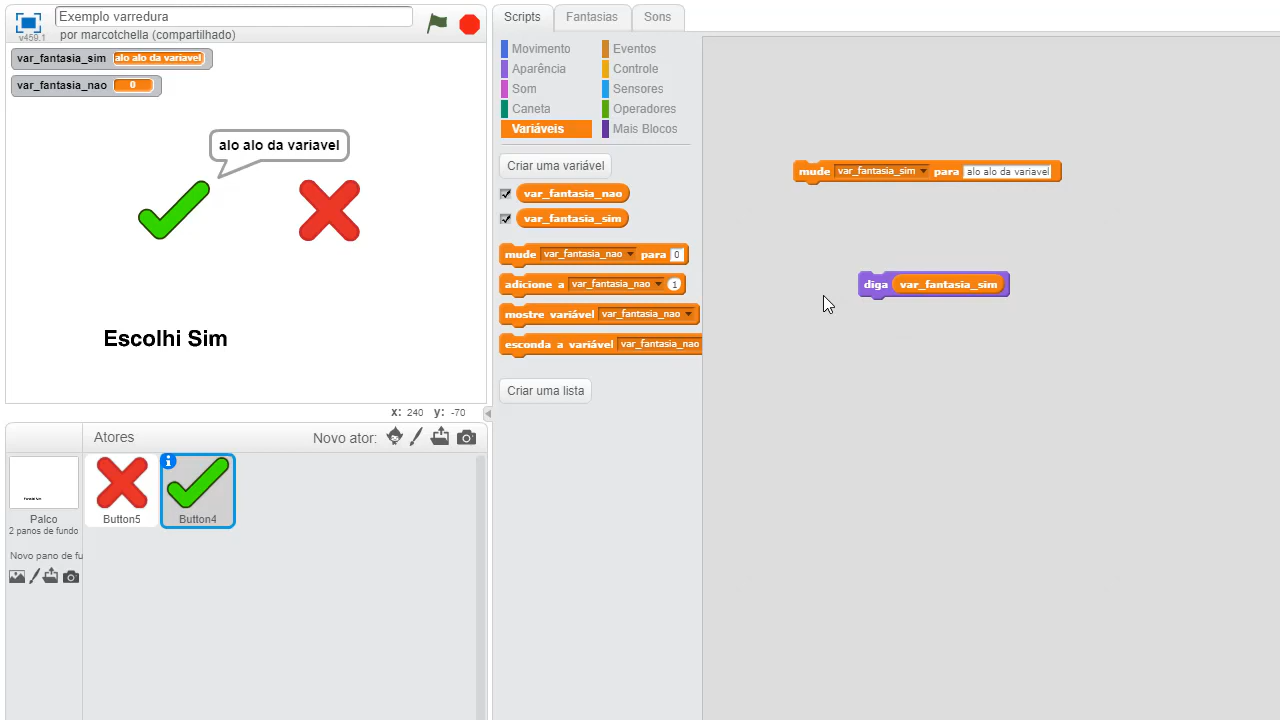 Exemplo varredura
por marcotchella (compartilhado)
v459.1
var_fantasia_sim alo alo da variavel
var_fantasia_nao 0
alo alo da variavel
Escolhi Sim
x: 240 y: -70
Atores
Novo ator:
Button5
Button4
Palco
2 panos de fundo
Novo pano de fu
Scripts
Fantasias
Sons
Movimento
Aparência
Som
Caneta
Variáveis
Eventos
Controle
Sensores
Operadores
Mais Blocos
Criar uma variável
var_fantasia_nao
var_fantasia_sim
mude var_fantasia_nao para 0
adicione a var_fantasia_nao 1
mostre variável var_fantasia_nao
esconda a variável var_fantasia_nao
Criar uma lista
mude var_fantasia_sim para alo alo da variavel
diga var_fantasia_sim